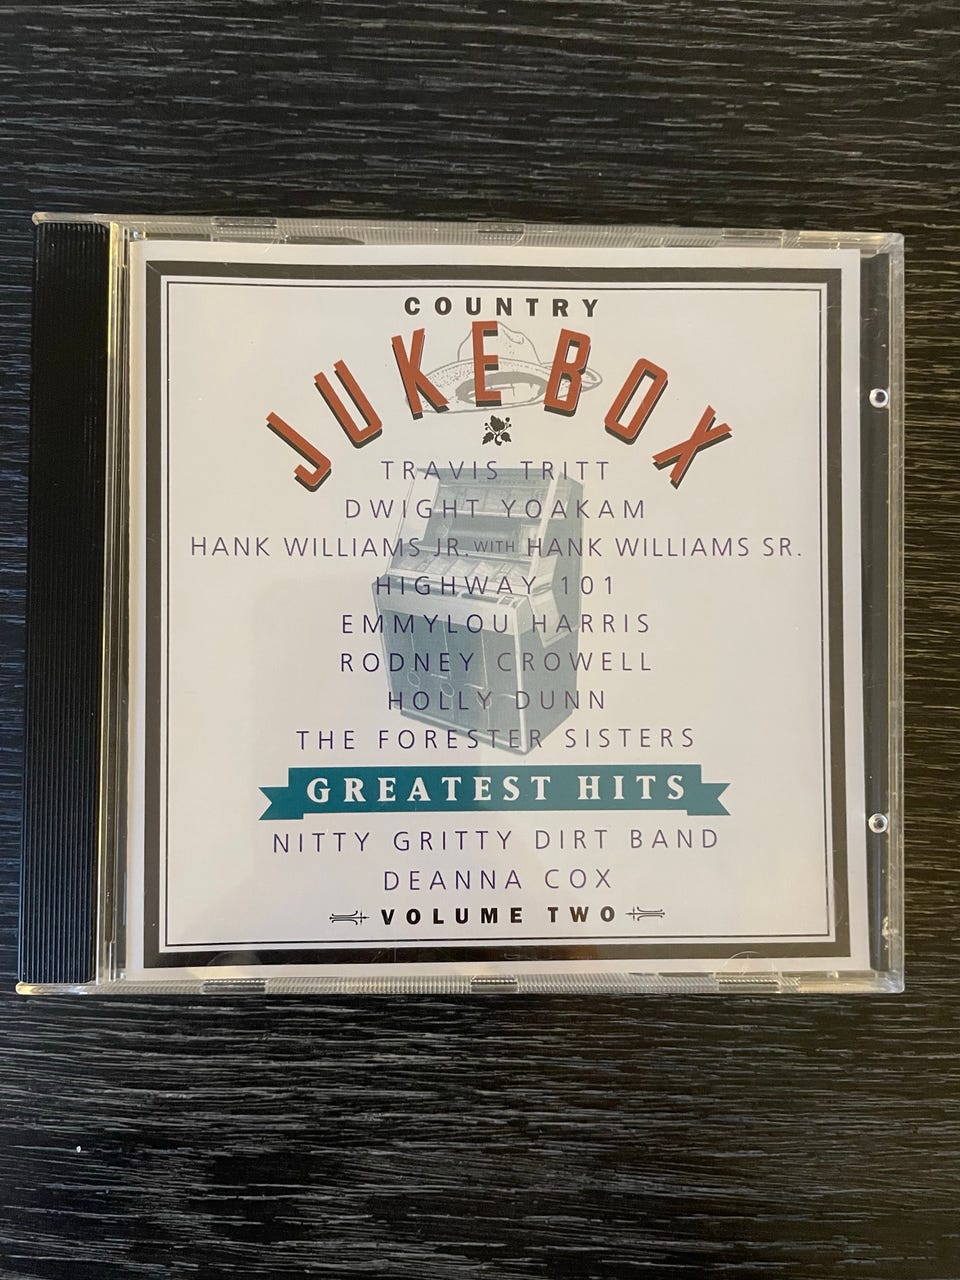 COUNTRY
JUKEBOX
TRAVIS TRITT
DWIGHT YOAKAM
HANK WILLIAMS JR. WITH HANK WILLIAMS SR.
HIGHWAY 101
EMMYLOU HARRIS
RODNEY CROWELL
HOLLY DUNN
THE FORESTER SISTERS
GREATEST HITS
NITTY GRITTY DIRT BAND
DEANNA COX
VOLUME TWO